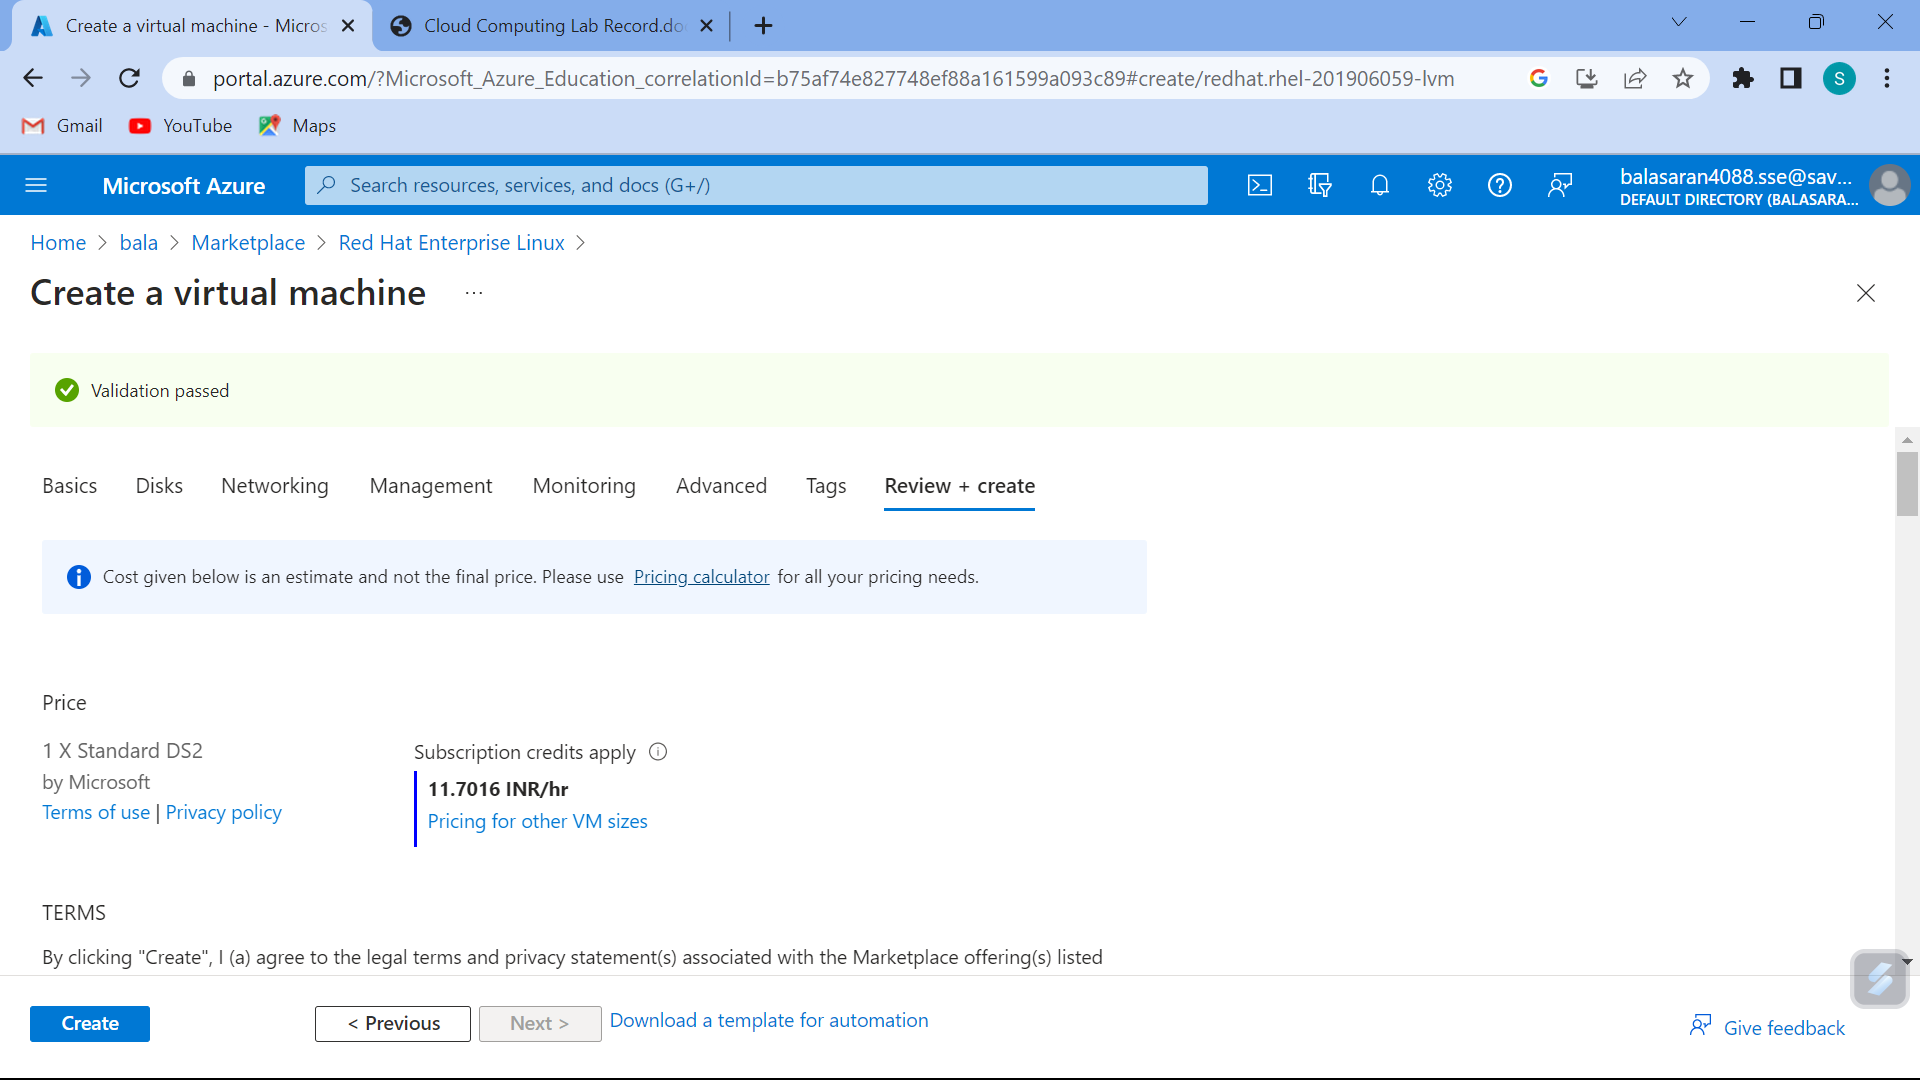 Create a virtual machine - Micros
Cloud Computing Lab Record.do
portal.azure.com/?Microsoft_Azure_Education_correlationId=b75af74e827748ef88a161599a093c89#create/redhat.rhel-201906059-lvm
S
Gmail YouTube Maps
Microsoft Azure
Search resources, services, and docs (G+/)
balasaran4088.sse@sav...
DEFAULT DIRECTORY (BALASARA...
Home > bala > Marketplace > Red Hat Enterprise Linux >
Create a virtual machine ...
Validation passed
Basics Disks Networking Management Monitoring Advanced Tags Review + create
Cost given below is an estimate and not the final price. Please use Pricing calculator for all your pricing needs.
Price
1 X Standard DS2
by Microsoft
Terms of use | Privacy policy
Subscription credits apply
11.7016 INR/hr
Pricing for other VM sizes
TERMS
By clicking "Create", I (a) agree to the legal terms and privacy statement(s) associated with the Marketplace offering(s) listed
Create
< Previous
Next >
Download a template for automation
Give feedback